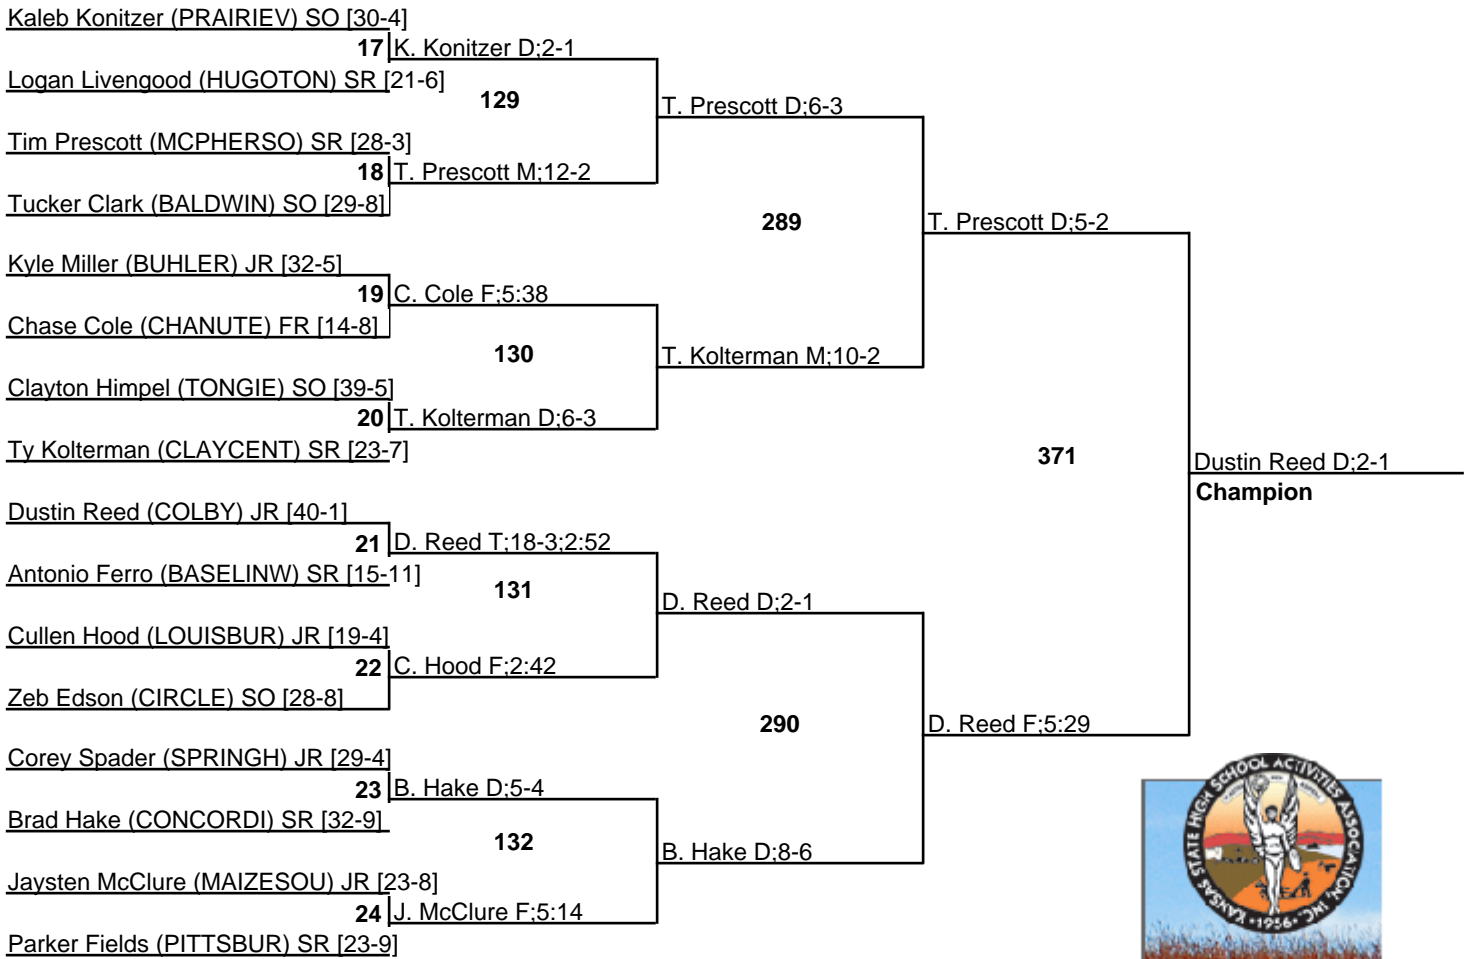 Kaleb Konitzer (PRAIRIEV) SO [30-4]
17 K. Konitzer D;2-1
Logan Livengood (HUGOTON) SR [21-6]
129
T. Prescott D;6-3
Tim Prescott (MCPHERSO) SR [28-3]
18 T. Prescott M;12-2
Tucker Clark (BALDWIN) SO [29-8]
289
T. Prescott D;5-2
Kyle Miller (BUHLER) JR [32-5]
19 C. Cole F;5:38
Chase Cole (CHANUTE) FR [14-8]
130
T. Kolterman M;10-2
Clayton Himpel (TONGIE) SO [39-5]
20 T. Kolterman D;6-3
Ty Kolterman (CLAYCENT) SR [23-7]
371
Dustin Reed D;2-1
Champion
Dustin Reed (COLBY) JR [40-1]
21 D. Reed T;18-3;2:52
Antonio Ferro (BASELINW) SR [15-11]
131
D. Reed D;2-1
Cullen Hood (LOUISBUR) JR [19-4]
22 C. Hood F;2:42
Zeb Edson (CIRCLE) SO [28-8]
290
D. Reed F;5:29
Corey Spader (SPRINGH) JR [29-4]
23 B. Hake D;5-4
Brad Hake (CONCORDI) SR [32-9]
132
B. Hake D;8-6
Jaysten McClure (MAIZESOU) JR [23-8]
24 J. McClure F;5:14
Parker Fields (PITTSBUR) SR [23-9]
KANSAS STATE HIGH SCHOOL ACTIVITIES ASSOCIATION, INC.
•1956•